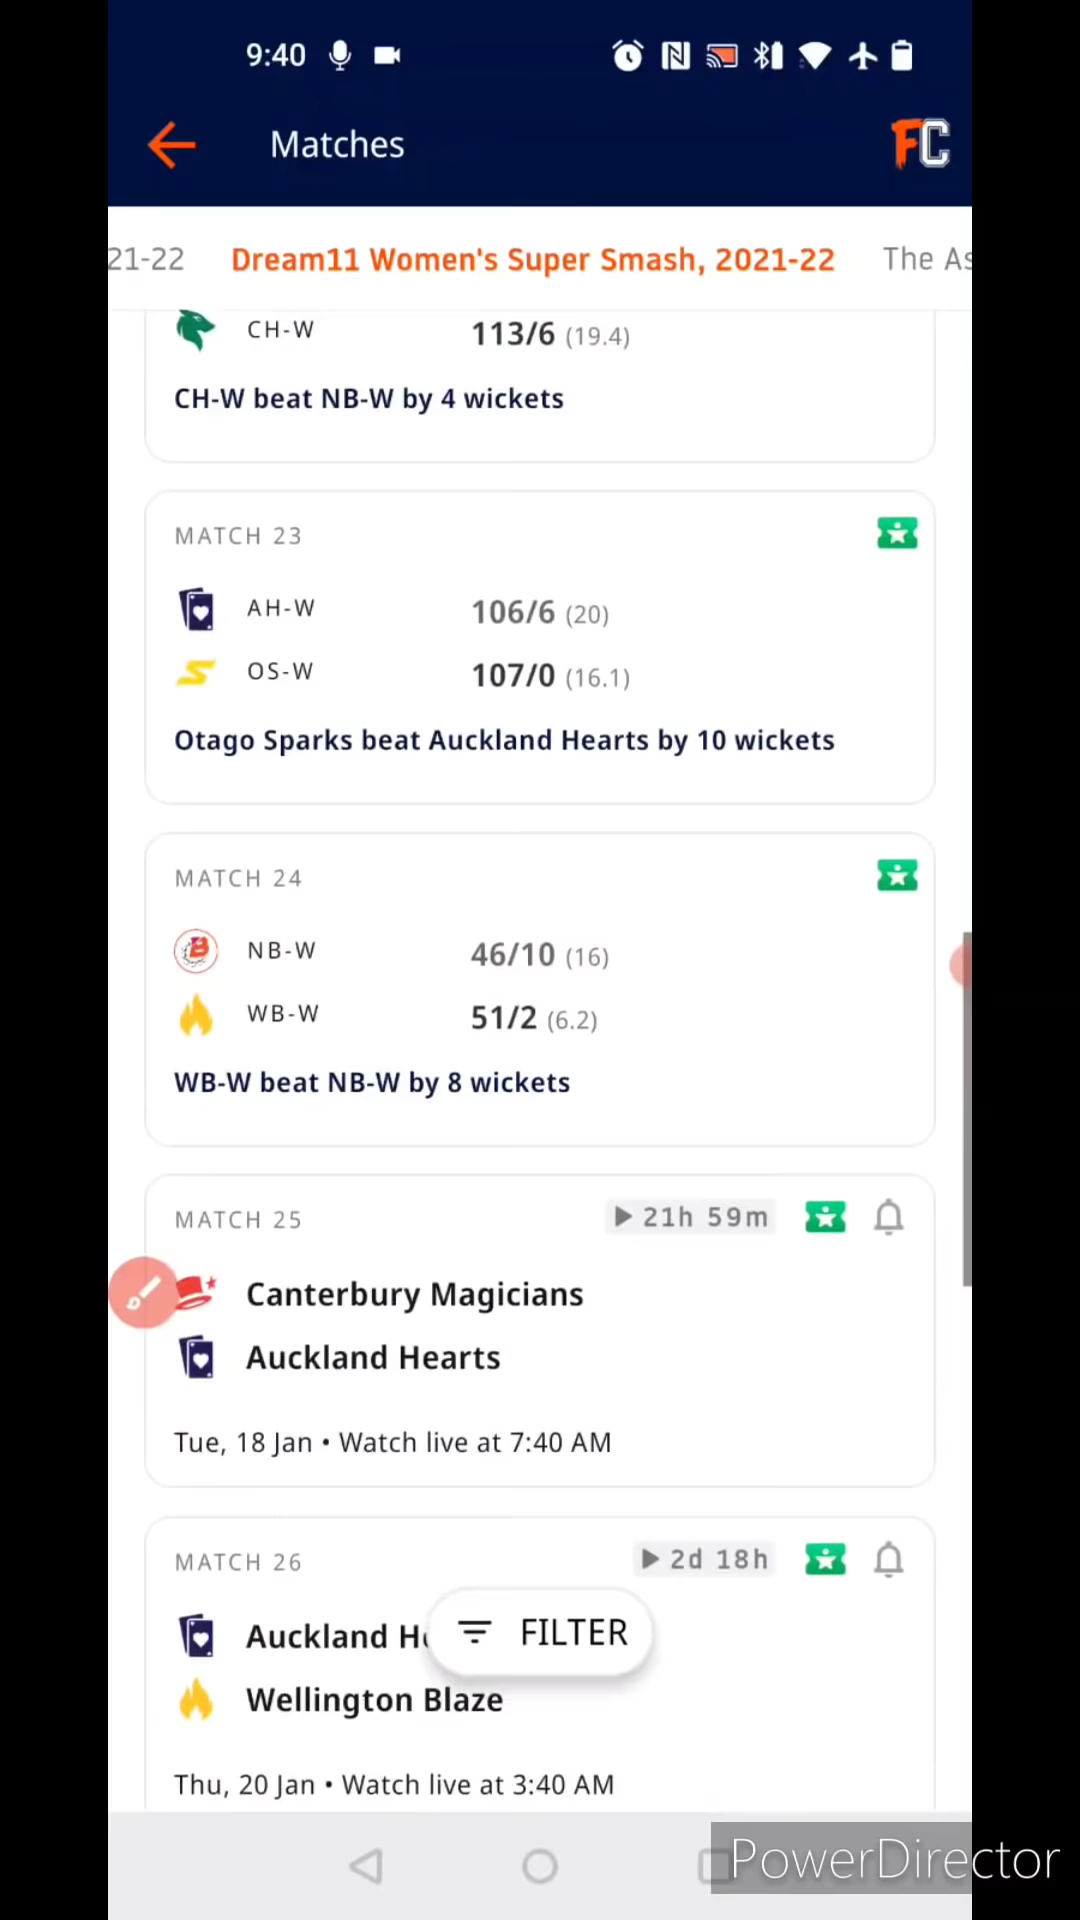 9:40
Matches
FC
21-22 Dream11 Women's Super Smash, 2021-22 The As
CH-W 113/6 (19.4)
CH-W beat NB-W by 4 wickets
MATCH 23
AH-W 106/6 (20)
OS-W 107/0 (16.1)
Otago Sparks beat Auckland Hearts by 10 wickets
MATCH 24
NB-W 46/10 (16)
WB-W 51/2 (6.2)
WB-W beat NB-W by 8 wickets
MATCH 25 21h 59m
Canterbury Magicians
Auckland Hearts
Tue, 18 Jan • Watch live at 7:40 AM
MATCH 26 2d 18h
Auckland He
FILTER
Wellington Blaze
Thu, 20 Jan • Watch live at 3:40 AM
PowerDirector